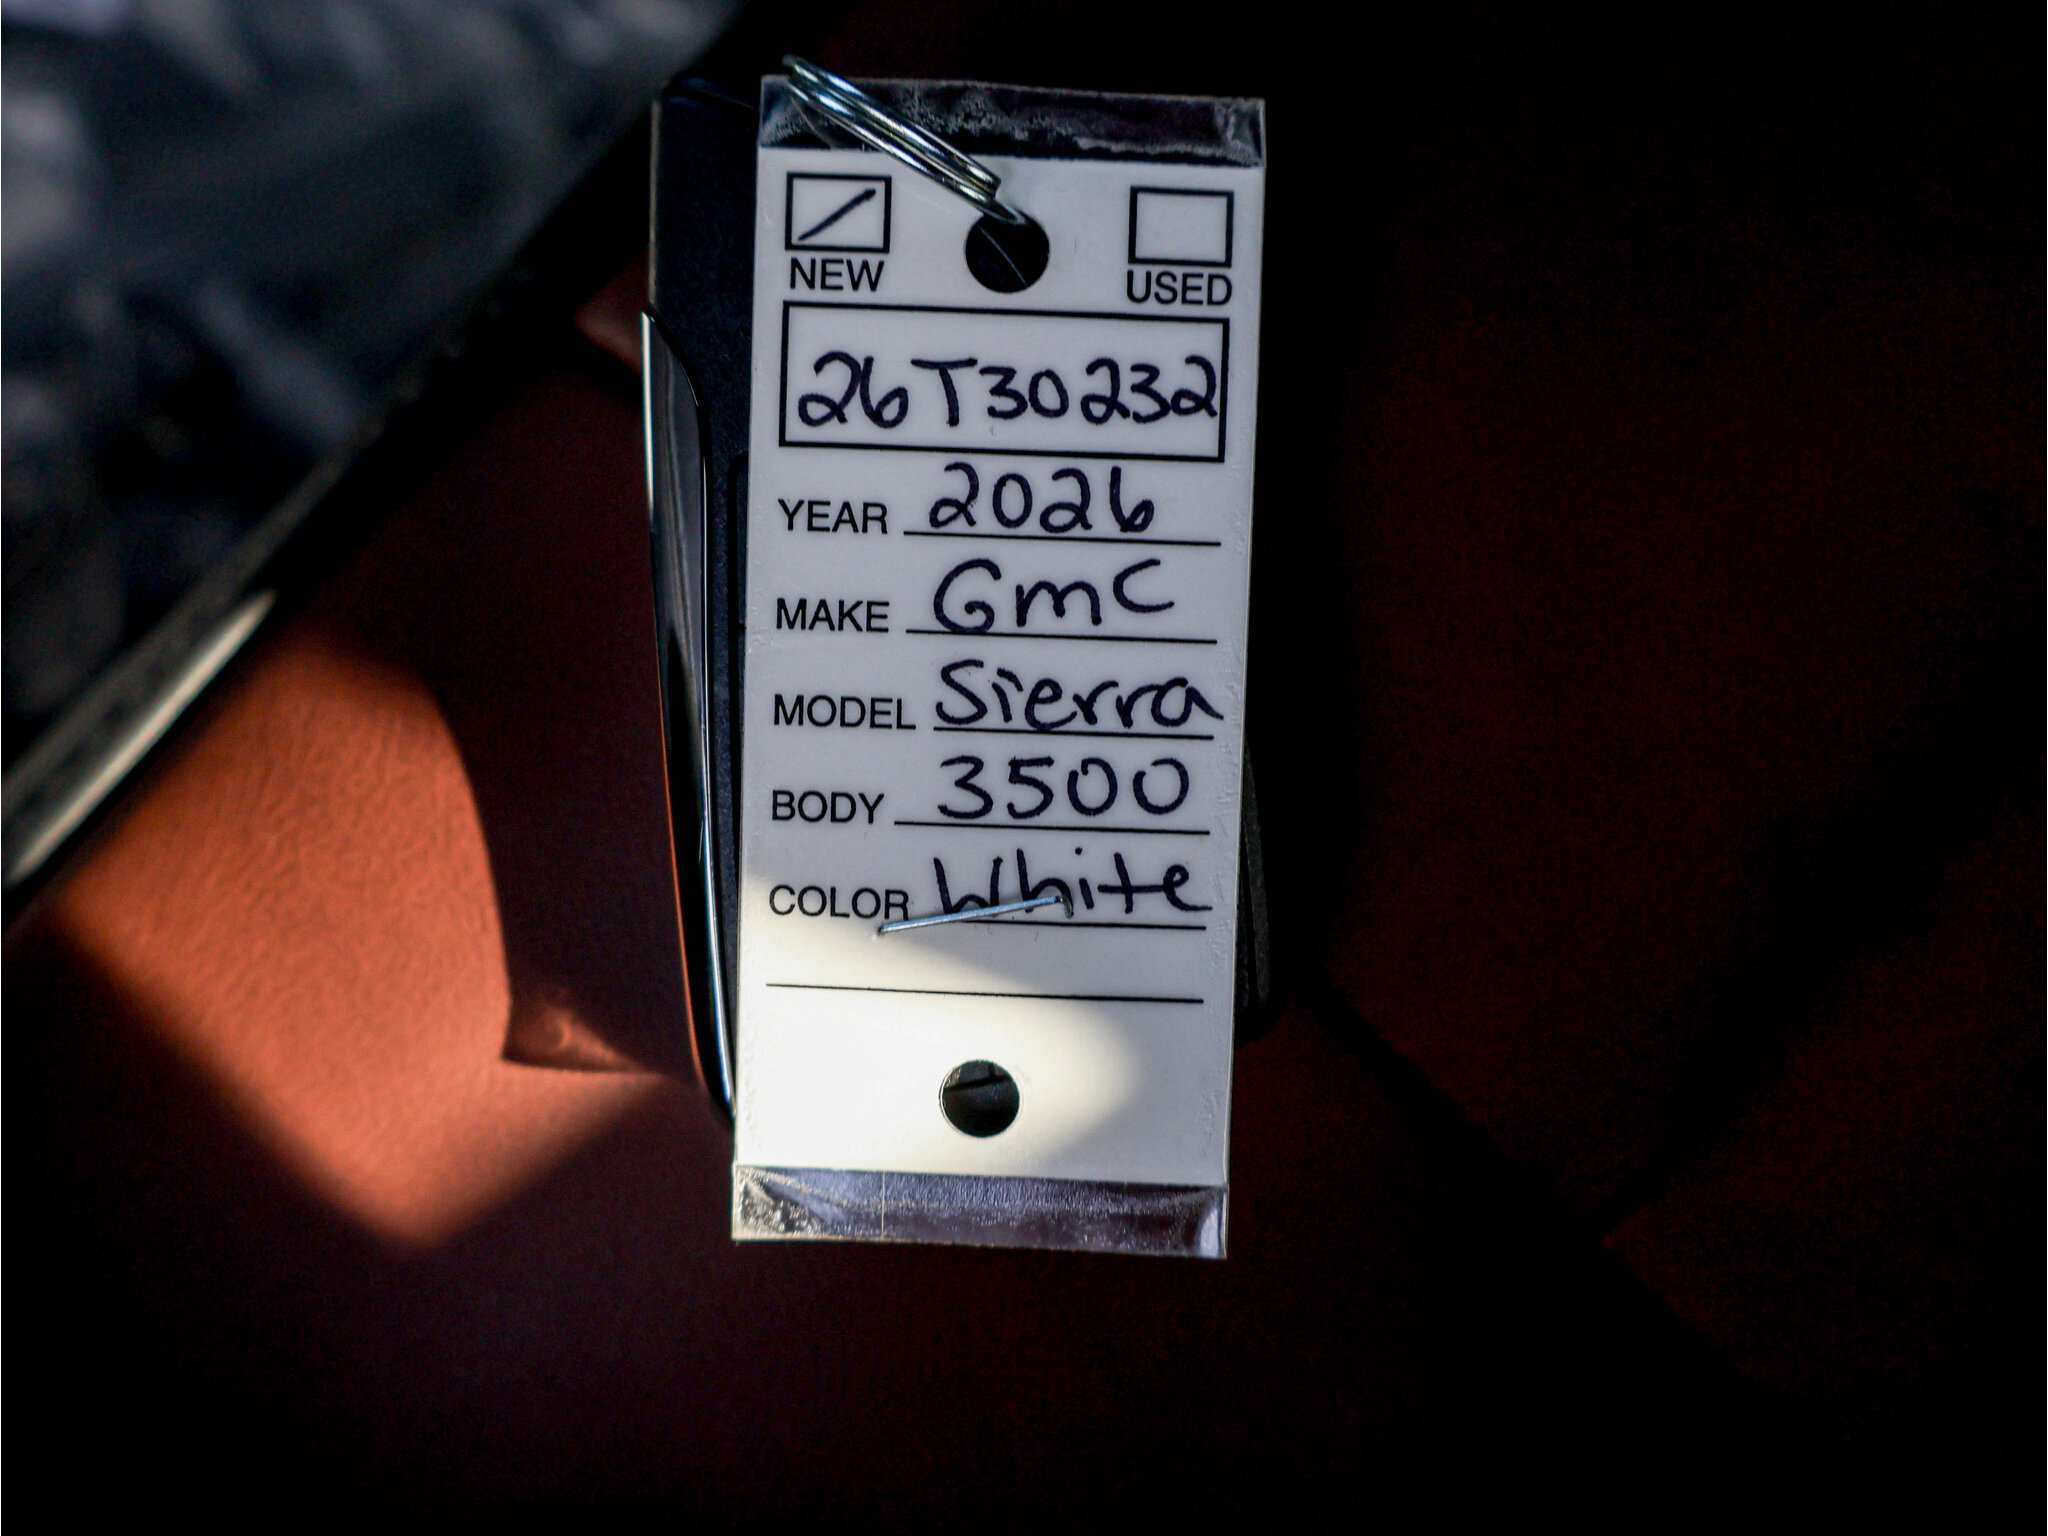 NEW USED
26T30232
YEAR 2026
MAKE GmC
MODEL Sierra
BODY 3500
COLOR White